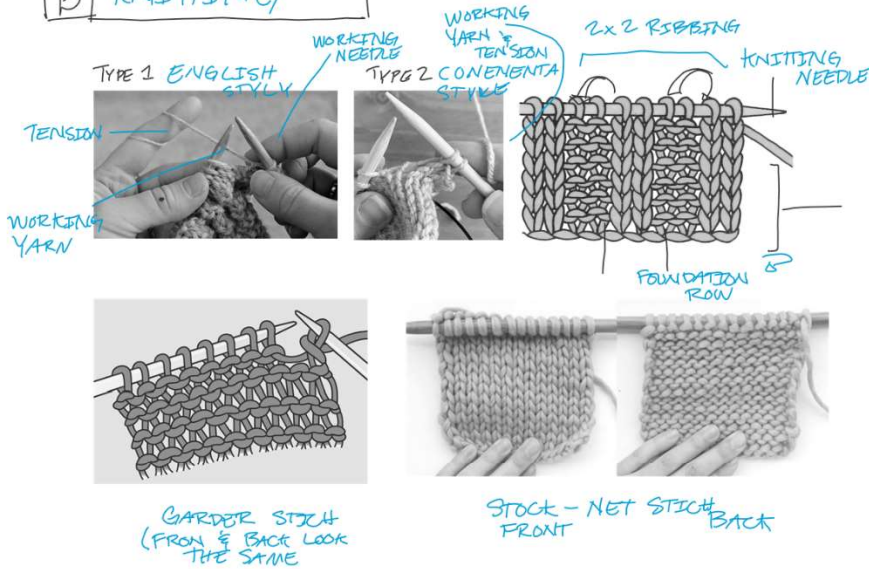 B
TYPE 1 ENGLISH
STYLY
WORKING
NEEDLE
TENSION
WORKING
YARN
TYPE 2 CONENENTA
STYLE
WORKING
YARN &
TENSION
2x2 RIBBING
KNITTING
NEEDLE
FOUNDATION
ROW
GARDER STICH
(FRON & BACK LOOK
THE SAME
STOCK-NET STICH
FRONT
BACK